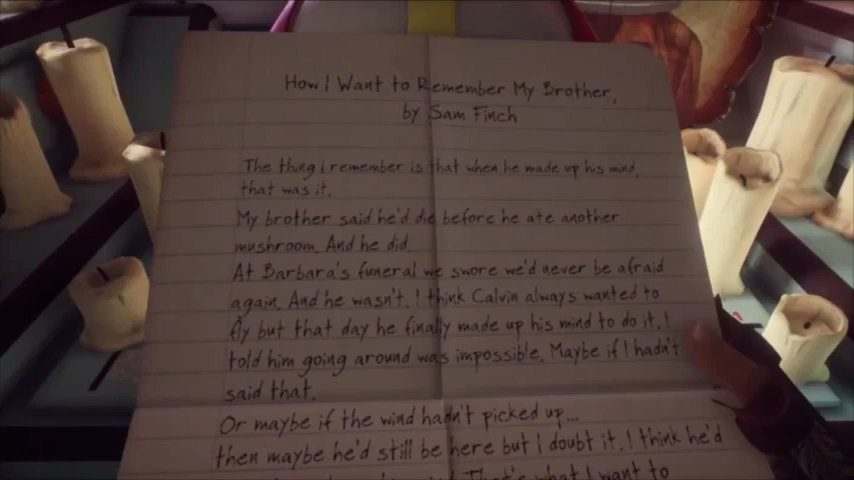 How I Want to Remember My Brother,
by Sam Finch
The thing I remember is that when he made up his mind,
that was it.
My brother said he'd die before he ate another
mushroom. And he did.
At Barbara's funeral we swore we'd never be afraid
again. And he wasn't. I think Calvin always wanted to
fly but that day he finally made up his mind to do it. I
told him going around was impossible. Maybe if I hadn't
said that.
Or maybe if the wind hadn't picked up...
then maybe he'd still be here but I doubt it. I think he'd
That's what I want to